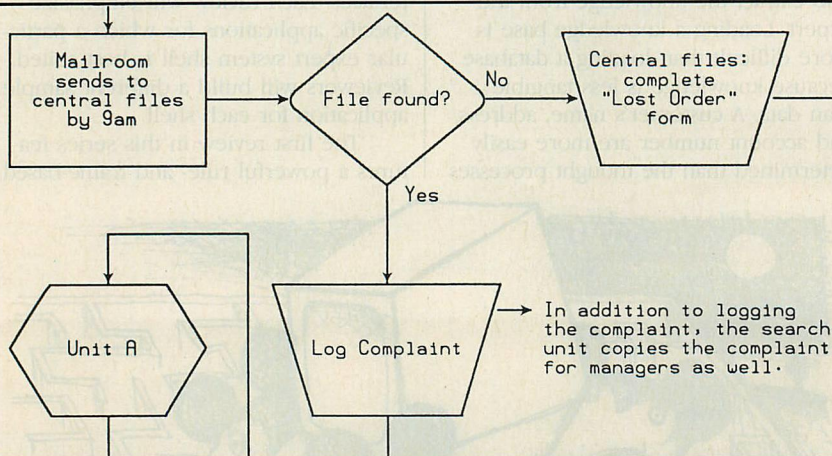 Mailroom
sends to
central files
by 9am
File found?
No
Central files:
complete
"Lost Order"
form
Yes
Unit A
Log Complaint
In addition to logging
the complaint, the search
unit copies the complaint
for managers as well.